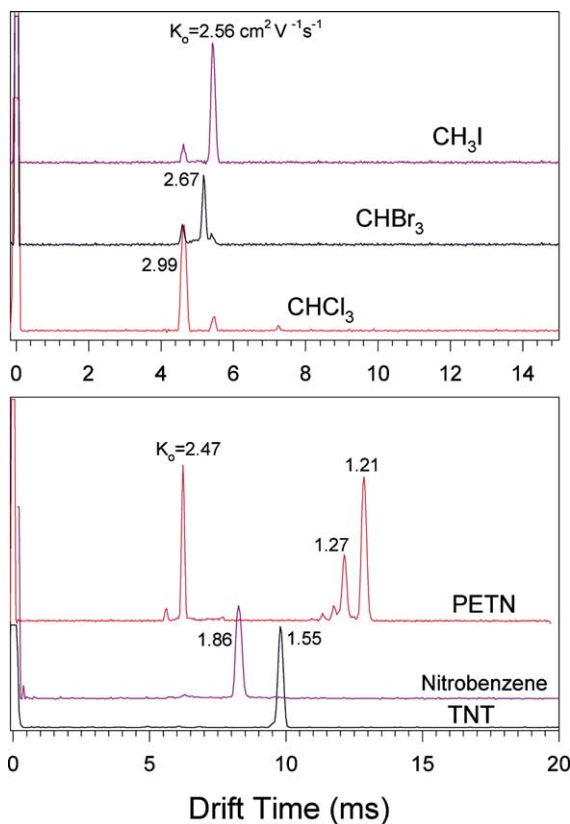 K₀=2.56 cm² V⁻¹s⁻¹
CH₃I
2.67
CHBr₃
2.99
CHCl₃
0 2 4 6 8 10 12 14
K₀=2.47
1.21
1.27
PETN
1.86
1.55
Nitrobenzene
TNT
0 5 10 15 20
Drift Time (ms)